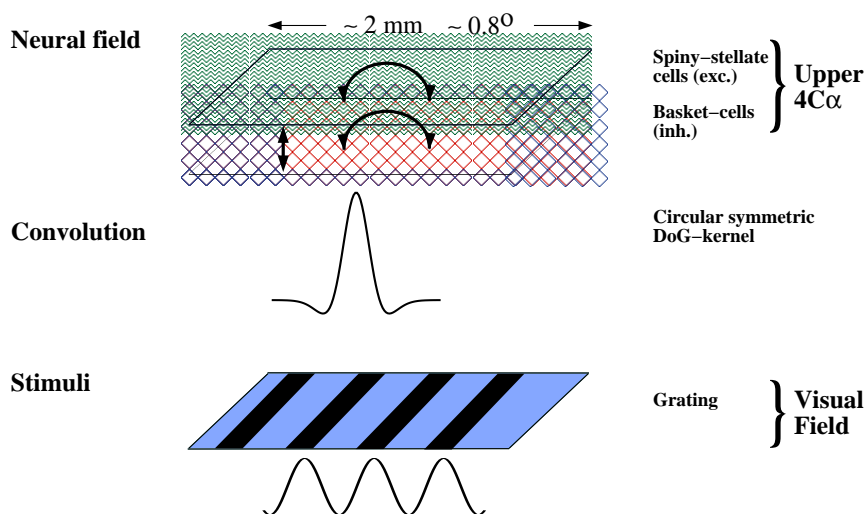 ~ 2 mm ~ 0.8°
Neural field
Spiny−stellate
cells (exc.)
Basket−cells
(inh.)
Upper
4Cα
Convolution
Circular symmetric
DoG−kernel
Stimuli
Grating
Visual
Field